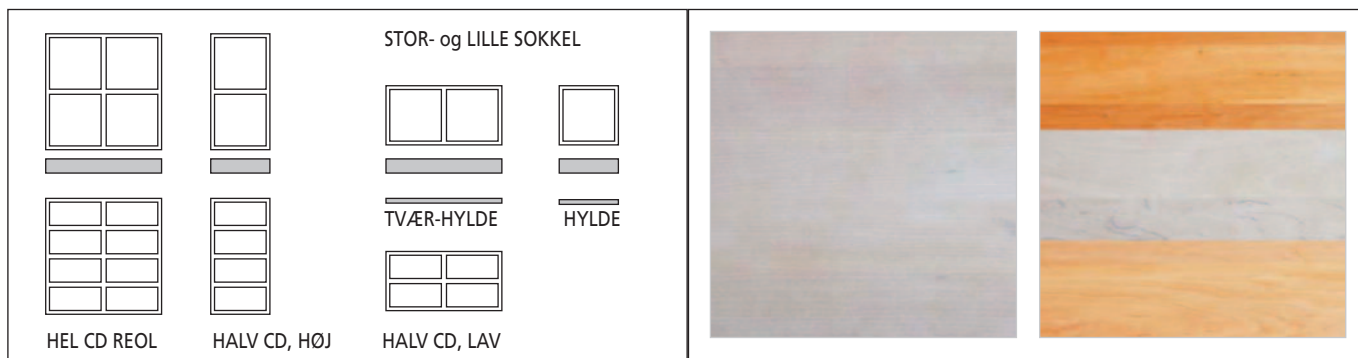 STOR- og LILLE SOKKEL
TVÆR-HYLDE
HYLDE
HEL CD REOL
HALV CD, HØJ
HALV CD, LAV